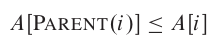 A[PARENT(i)] ≤ A[i]